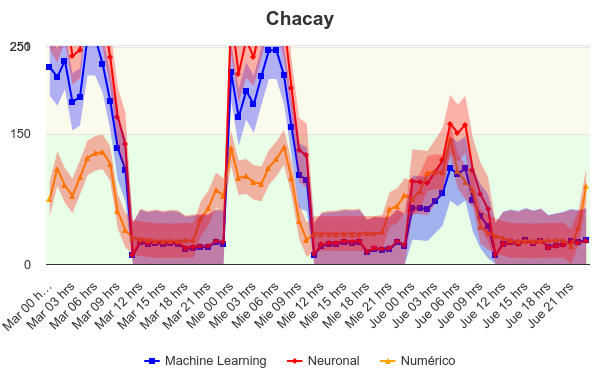 Chacay
250
150
0
Mar 00 h...
Mar 03 hrs
Mar 06 hrs
Mar 09 hrs
Mar 12 hrs
Mar 15 hrs
Mar 18 hrs
Mar 21 hrs
Mie 00 hrs
Mie 03 hrs
Mie 06 hrs
Mie 09 hrs
Mie 12 hrs
Mie 15 hrs
Mie 18 hrs
Mie 21 hrs
Jue 00 hrs
Jue 03 hrs
Jue 06 hrs
Jue 09 hrs
Jue 12 hrs
Jue 15 hrs
Jue 18 hrs
Jue 21 hrs
Machine Learning Neuronal Numérico